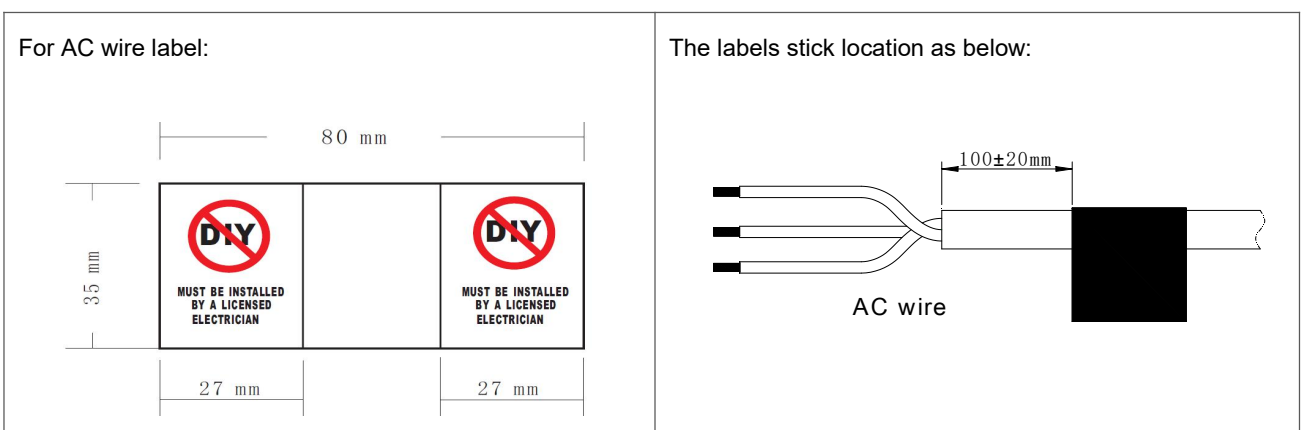 For AC wire label:
80 mm
35 mm
DIY
MUST BE INSTALLED
BY A LICENSED
ELECTRICIAN
DIY
MUST BE INSTALLED
BY A LICENSED
ELECTRICIAN
27 mm
27 mm
The labels stick location as below:
100±20mm
AC wire